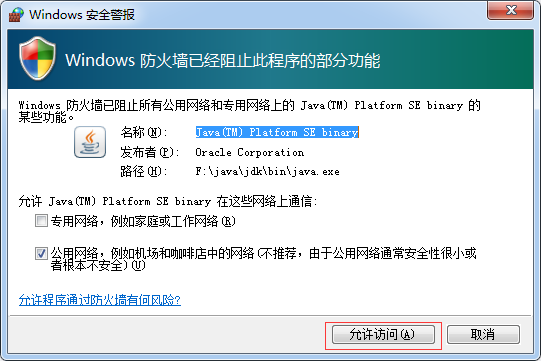 Windows 安全警报
Windows 防火墙已经阻止此程序的部分功能
Windows 防火墙已阻止所有公用网络和专用网络上的 Java(TM) Platform SE binary 的
某些功能。
名称(N): Java(TM) Platform SE binary
发布者(P): Oracle Corporation
路径(H): F:\java\jdk\bin\java.exe
允许 Java(TM) Platform SE binary 在这些网络上通信:
专用网络，例如家庭或工作网络(R)
公用网络，例如机场和咖啡店中的网络(不推荐，由于公用网络通常安全性很小或
者根本不安全)(U)
允许程序通过防火墙有何风险?
允许访问(A) 取消